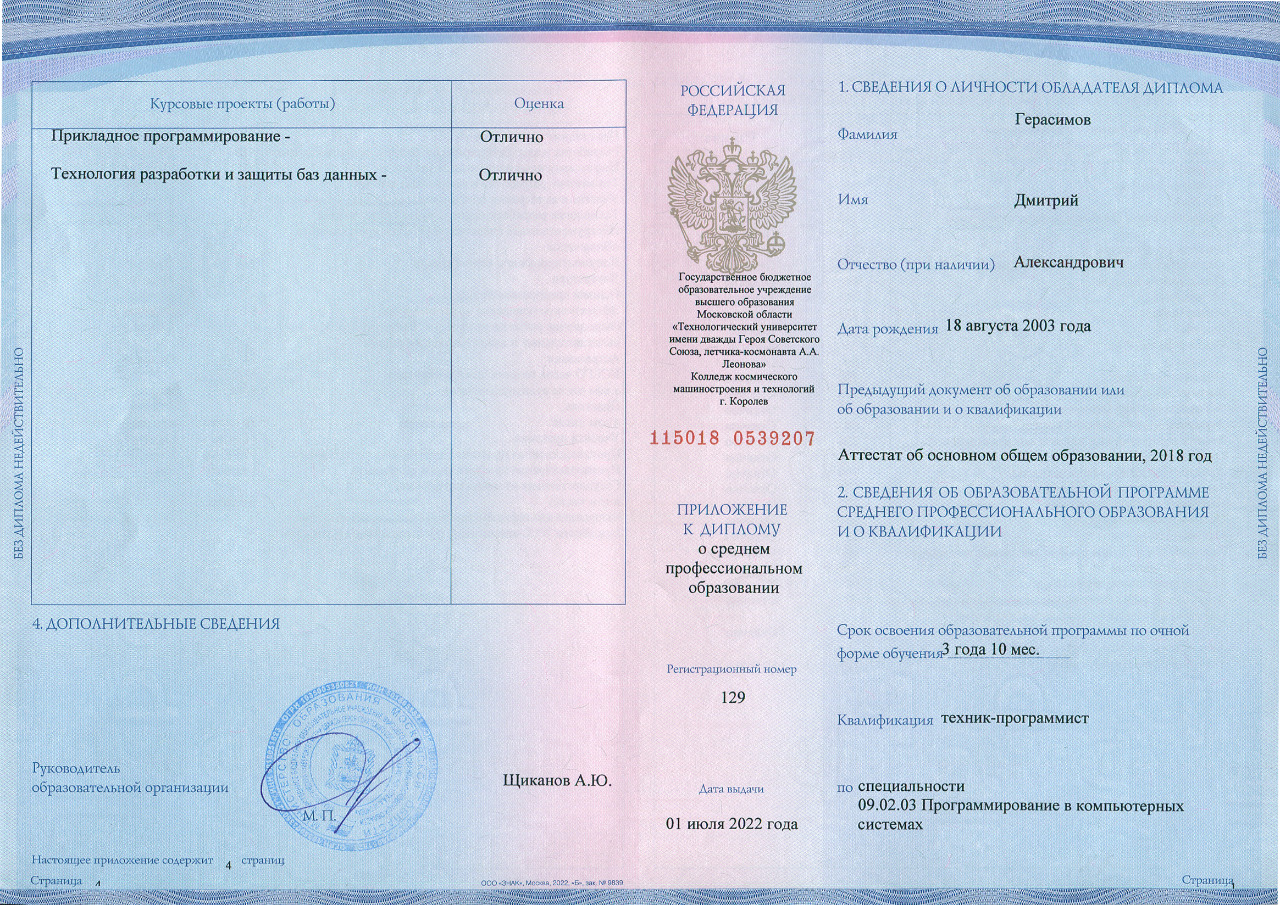 Курсовые проекты (работы) Оценка
Прикладное программирование - Отлично
Технология разработки и защиты баз данных - Отлично
БЕЗ ДИПЛОМА НЕДЕЙСТВИТЕЛЬНО
4. ДОПОЛНИТЕЛЬНЫЕ СВЕДЕНИЯ
Руководитель
образовательной организации
Щиканов А.Ю.
М. П.
Настоящее приложение содержит 4 страниц
Страница 4
ООО «ЗНАК», Москва, 2022, «Б», зак. № 9839
РОССИЙСКАЯ
ФЕДЕРАЦИЯ
Государственное бюджетное
образовательное учреждение
высшего образования
Московской области
«Технологический университет
имени дважды Героя Советского
Союза, летчика-космонавта А.А.
Леонова»
Колледж космического
машиностроения и технологий
г. Королев
115018 0539207
ПРИЛОЖЕНИЕ
К ДИПЛОМУ
о среднем
профессиональном
образовании
Регистрационный номер
129
Дата выдачи
01 июля 2022 года
1. СВЕДЕНИЯ О ЛИЧНОСТИ ОБЛАДАТЕЛЯ ДИПЛОМА
Фамилия Герасимов
Имя Дмитрий
Отчество (при наличии) Александрович
Дата рождения 18 августа 2003 года
Предыдущий документ об образовании или
об образовании и о квалификации
Аттестат об основном общем образовании, 2018 год
2. СВЕДЕНИЯ ОБ ОБРАЗОВАТЕЛЬНОЙ ПРОГРАММЕ
СРЕДНЕГО ПРОФЕССИОНАЛЬНОГО ОБРАЗОВАНИЯ
И О КВАЛИФИКАЦИИ
Срок освоения образовательной программы по очной
форме обучения 3 года 10 мес.
Квалификация техник-программист
по специальности
09.02.03 Программирование в компьютерных
системах
Страница 1
БЕЗ ДИПЛОМА НЕДЕЙСТВИТЕЛЬНО